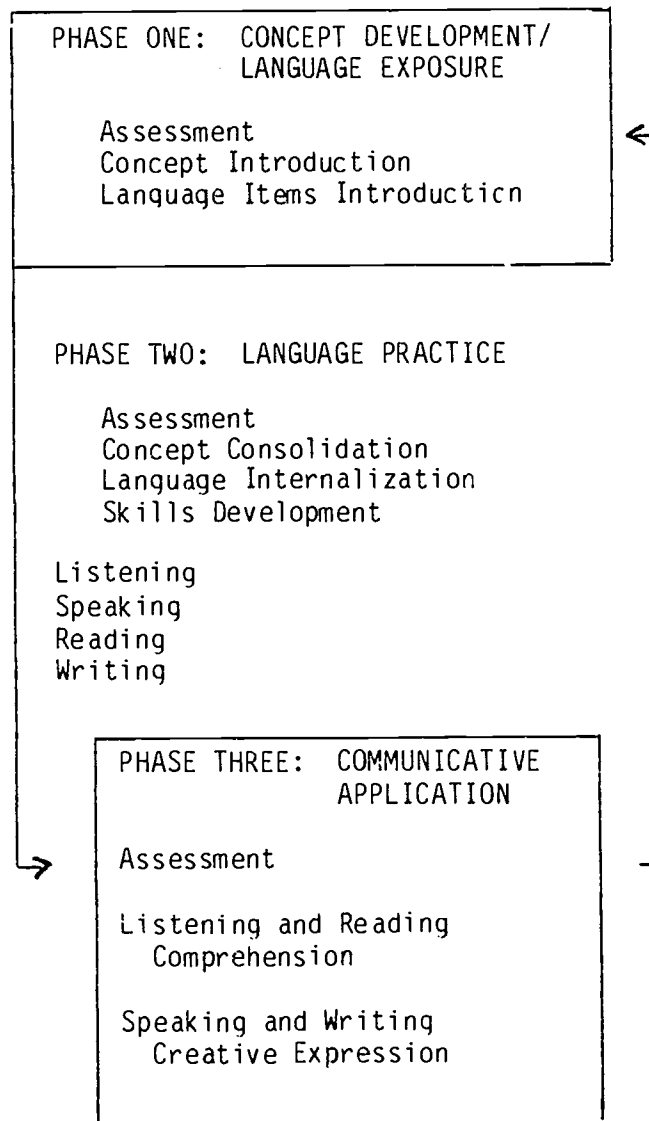 PHASE ONE: CONCEPT DEVELOPMENT/
LANGUAGE EXPOSURE
Assessment
Concept Introduction
Language Items Introducticn
PHASE TWO: LANGUAGE PRACTICE
Assessment
Concept Consolidation
Language Internalization
Skills Development
Listening
Speaking
Reading
Writing
PHASE THREE: COMMUNICATIVE
APPLICATION
Assessment
Listening and Reading
Comprehension
Speaking and Writing
Creative Expression